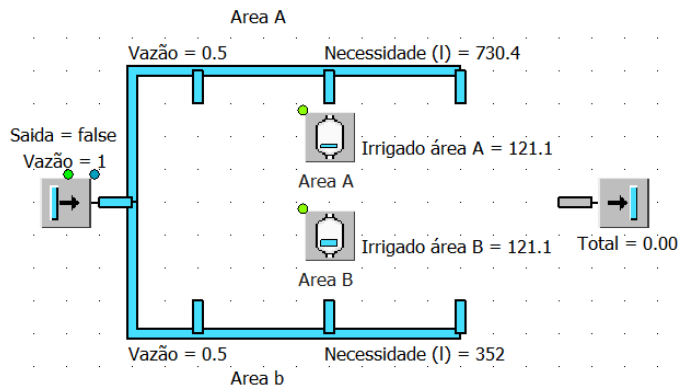 Area A
Vazão = 0.5
Necessidade (l) = 730.4
Saida = false
Vazão = 1
Irrigado área A = 121.1
Area A
Irrigado área B = 121.1
Total = 0.00
Area B
Vazão = 0.5
Necessidade (l) = 352
Area b